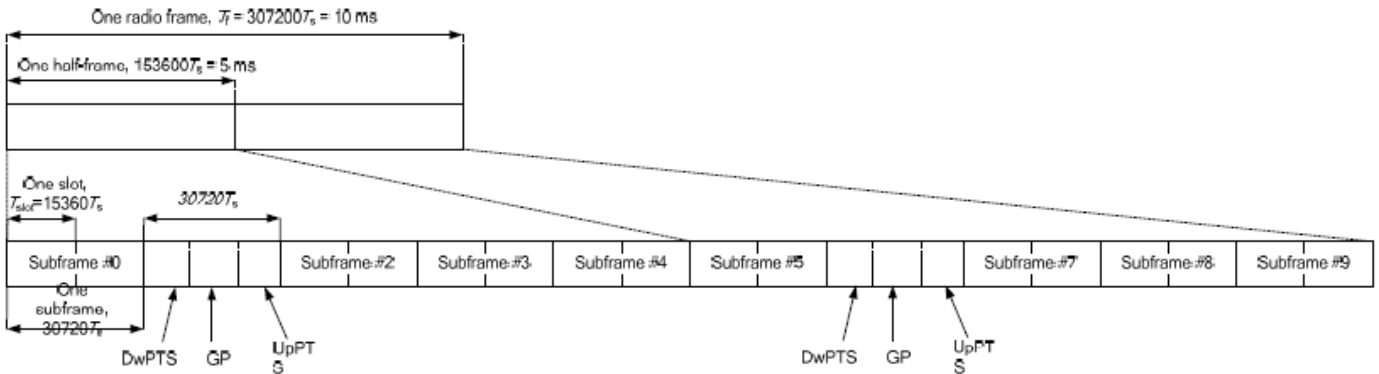 One radio frame, Tf = 307200Ts = 10 ms
One half-frame, 153600Ts = 5 ms
One slot,
Tslot=15360Ts
30720Ts
Subframe #0
Subframe #2
Subframe #3
Subframe #4
Subframe #5
Subframe #7
Subframe #8
Subframe #9
One
subframe,
30720Ts
DwPTS
GP
UpPT
S
DwPTS
GP
UpPT
S